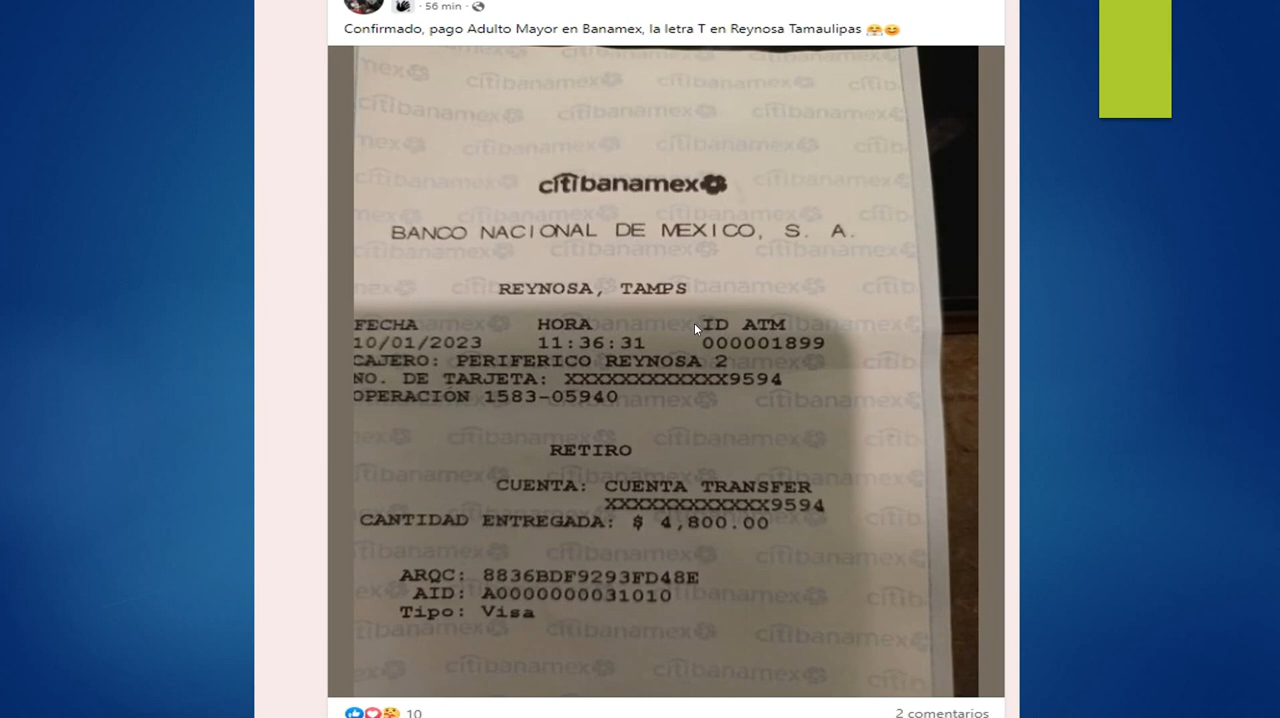 56 min
Confirmado, pago Adulto Mayor en Banamex, la letra T en Reynosa Tamaulipas
citibanamex
BANCO NACIONAL DE MEXICO, S. A.
REYNOSA, TAMPS
FECHA HORA ID ATM
10/01/2023 11:36:31 000001899
CAJERO: PERIFERICO REYNOSA 2
NO. DE TARJETA: XXXXXXXXXXXX9594
OPERACIÓN 1583-05940
RETIRO
CUENTA: CUENTA TRANSFER
XXXXXXXXXXXX9594
CANTIDAD ENTREGADA: $ 4,800.00
ARQC: 8836BDF9293FD48E
AID: A0000000031010
Tipo: Visa
10 2 comentarios